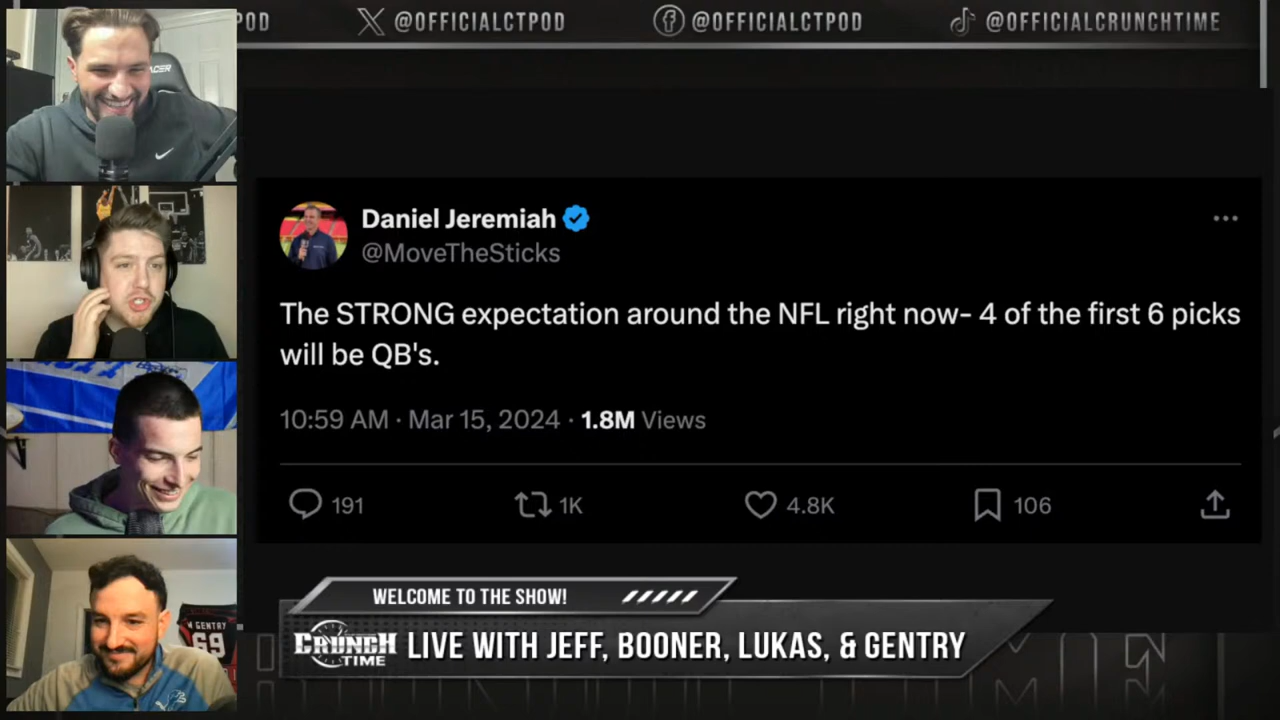 POD
@OFFICIALCTPOD
@OFFICIALCTPOD
@OFFICIALCRUNCHTIME
Daniel Jeremiah
@MoveTheSticks
The STRONG expectation around the NFL right now- 4 of the first 6 picks
will be QB's.
10:59 AM · Mar 15, 2024 · 1.8M Views
191
1K
4.8K
106
WELCOME TO THE SHOW!
CRUNCH
TIME
LIVE WITH JEFF, BOONER, LUKAS, & GENTRY
GENTRY
69